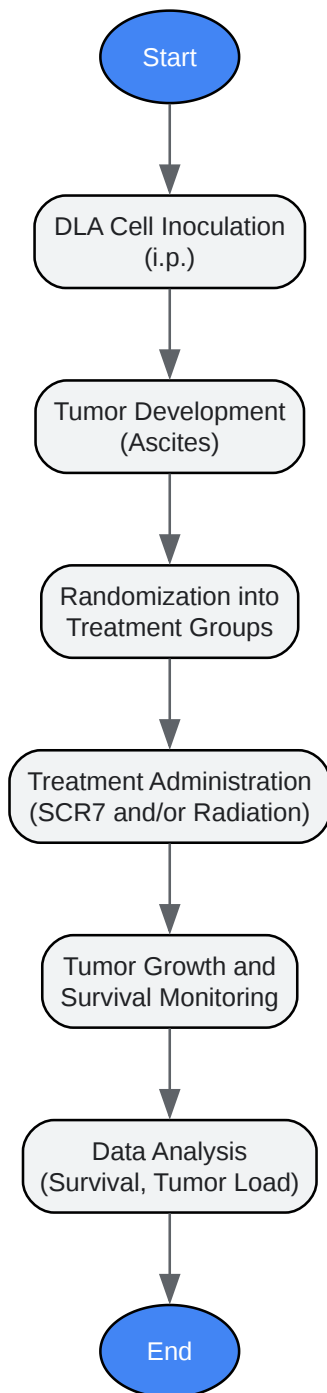 Start
DLA Cell Inoculation
(i.p.)
Tumor Development
(Ascites)
Randomization into
Treatment Groups
Treatment Administration
(SCR7 and/or Radiation)
Tumor Growth and
Survival Monitoring
Data Analysis
(Survival, Tumor Load)
End